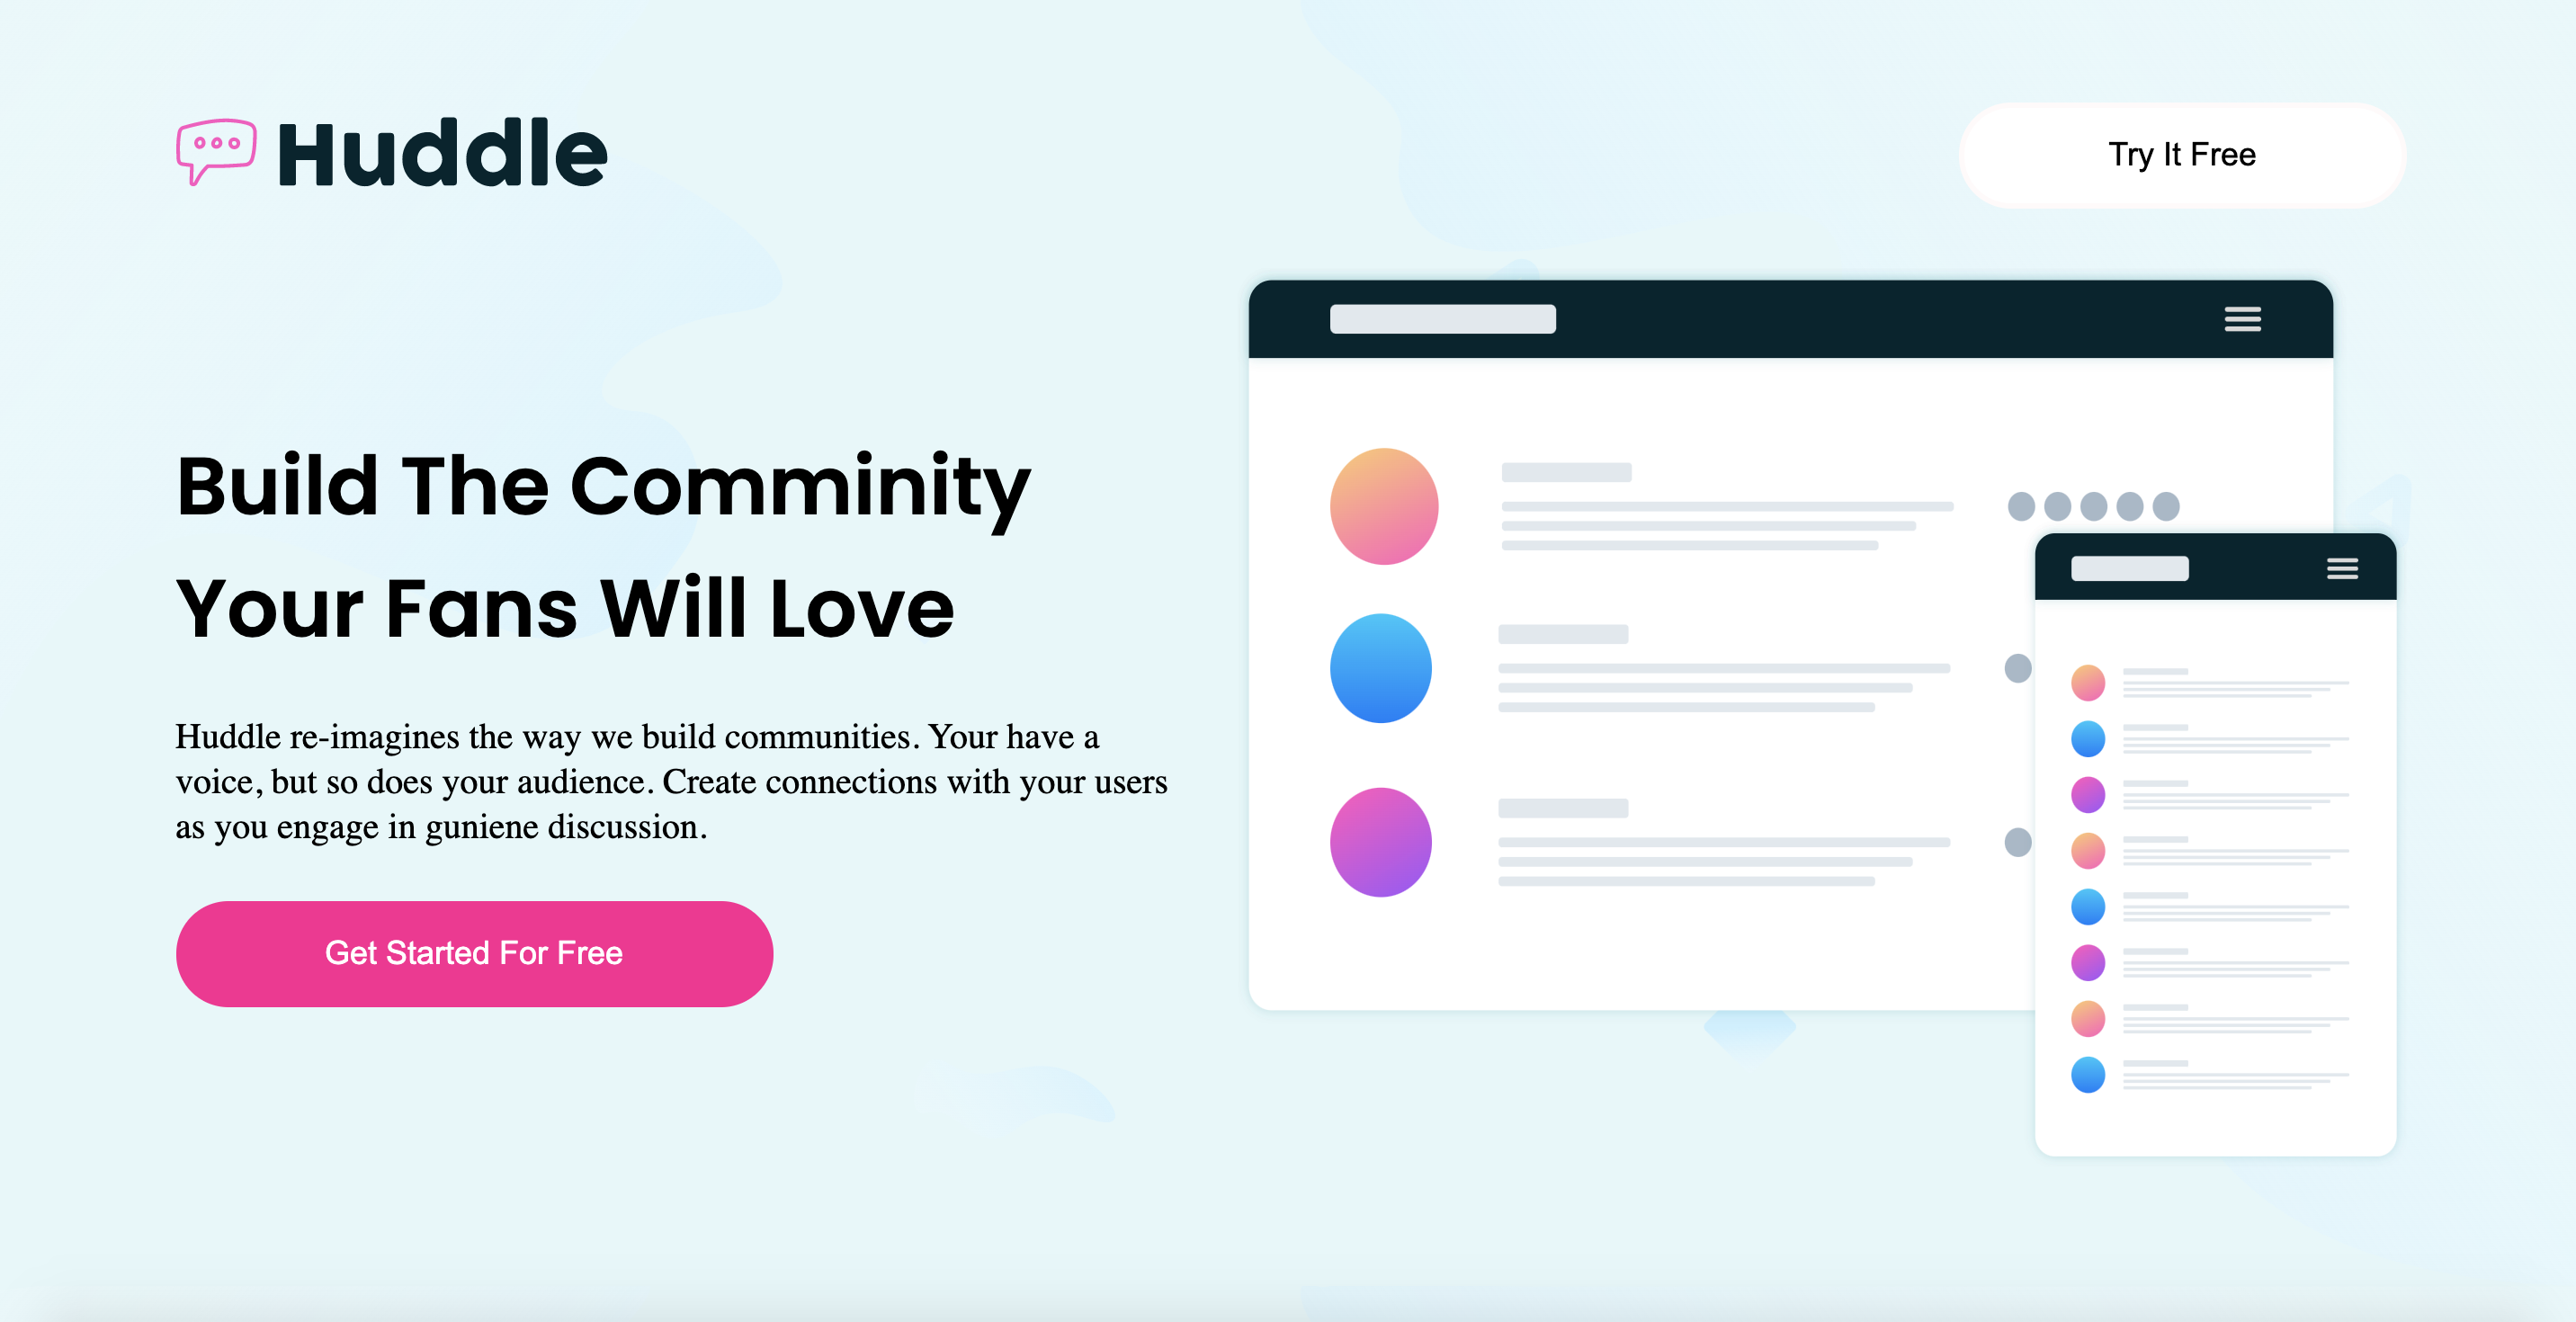 Huddle
Try It Free
Build The Comminity
Your Fans Will Love
Huddle re-imagines the way we build communities. Your have a
voice, but so does your audience. Create connections with your users
as you engage in guniene discussion.
Get Started For Free